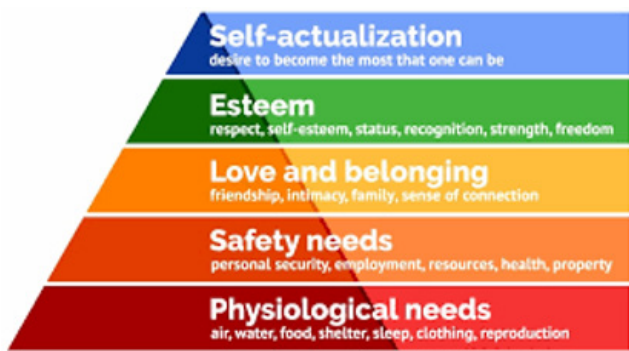 Self-actualization
desire to become the most that one can be
Esteem
respect, self-esteem, status, recognition, strength, freedom
Love and belonging
friendship, intimacy, family, sense of connection
Safety needs
personal security, employment, resources, health, property
Physiological needs
air, water, food, shelter, sleep, clothing, reproduction